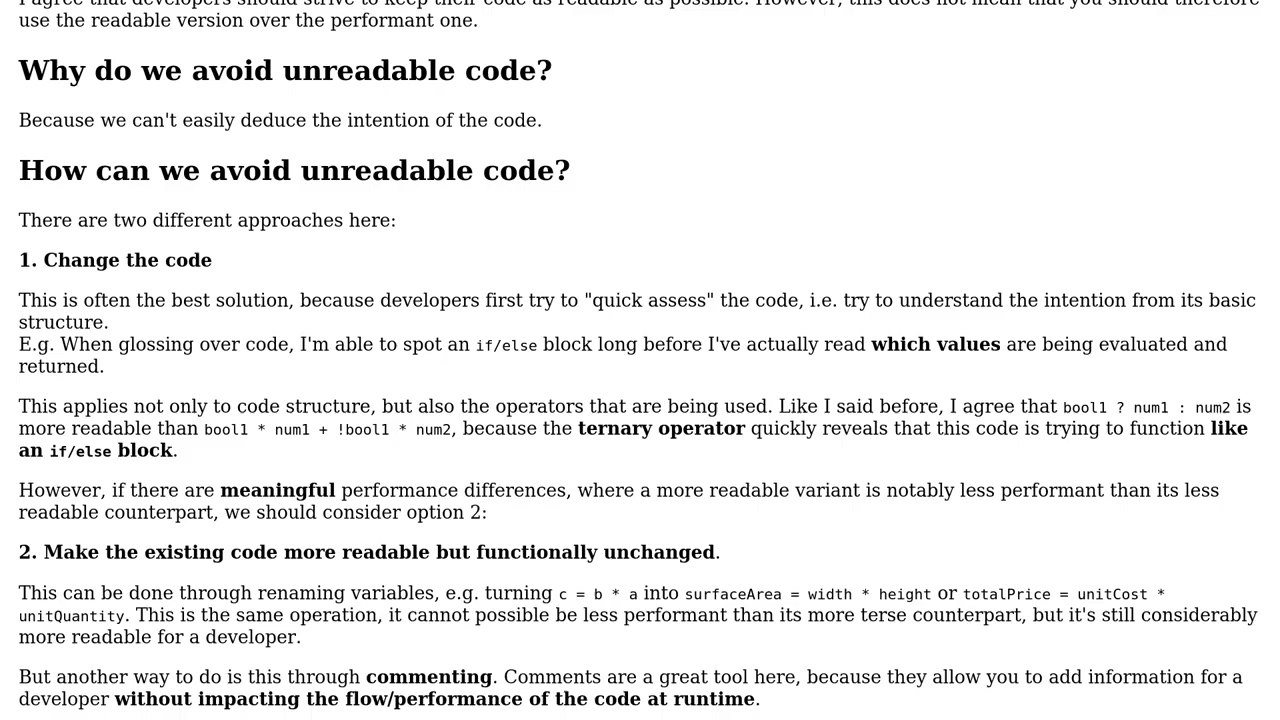 I agree that developers should strive to keep their code as readable as possible. However, this does not mean that you should therefore
use the readable version over the performant one.
Why do we avoid unreadable code?
Because we can't easily deduce the intention of the code.
How can we avoid unreadable code?
There are two different approaches here:
1. Change the code
This is often the best solution, because developers first try to "quick assess" the code, i.e. try to understand the intention from its basic
structure.
E.g. When glossing over code, I'm able to spot an if/else block long before I've actually read which values are being evaluated and
returned.
This applies not only to code structure, but also the operators that are being used. Like I said before, I agree that bool1 ? num1 : num2 is
more readable than bool1 * num1 + !bool1 * num2, because the ternary operator quickly reveals that this code is trying to function like
an if/else block.
However, if there are meaningful performance differences, where a more readable variant is notably less performant than its less
readable counterpart, we should consider option 2:
2. Make the existing code more readable but functionally unchanged.
This can be done through renaming variables, e.g. turning c = b * a into surfaceArea = width * height or totalPrice = unitCost *
unitQuantity. This is the same operation, it cannot possible be less performant than its more terse counterpart, but it's still considerably
more readable for a developer.
But another way to do is this through commenting. Comments are a great tool here, because they allow you to add information for a
developer without impacting the flow/performance of the code at runtime.